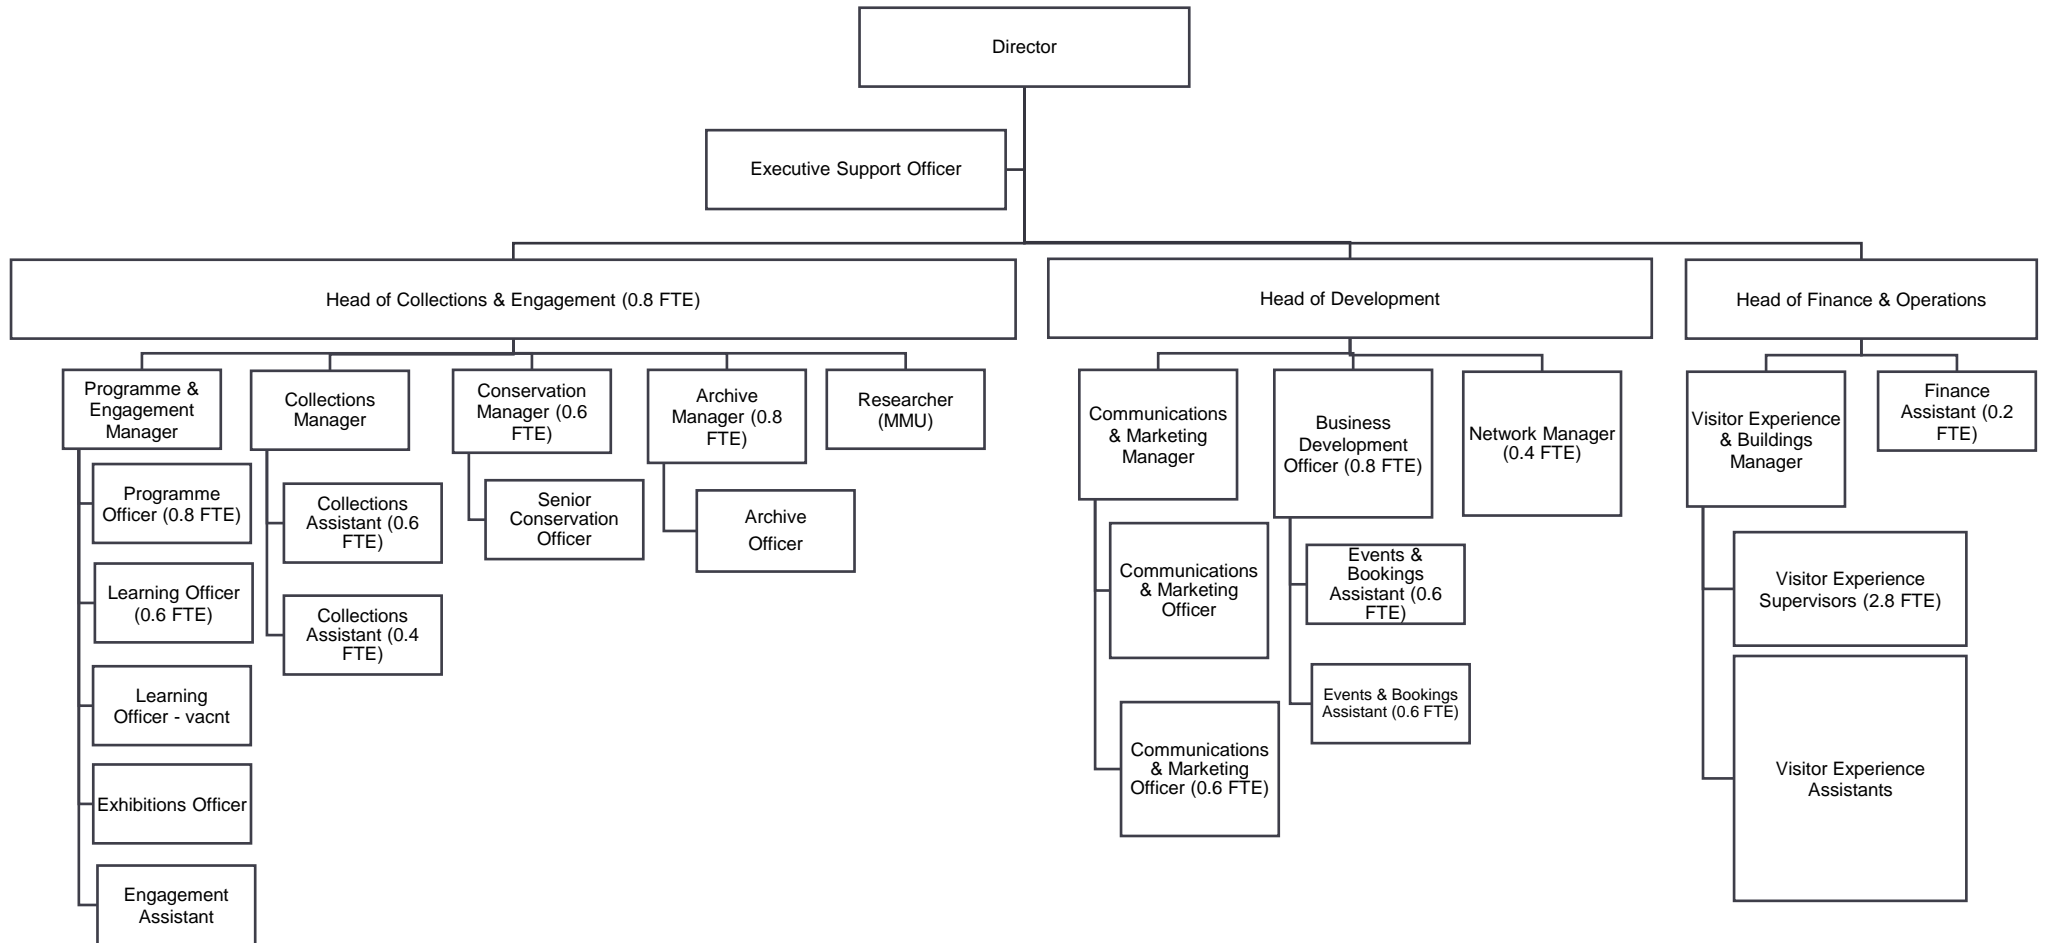 Director
Executive Support Officer
Head of Collections & Engagement (0.8 FTE)
Head of Development
Head of Finance & Operations
Programme &
Engagement
Manager
Collections
Manager
Conservation
Manager (0.6
FTE)
Archive
Manager (0.8
FTE)
Researcher
(MMU)
Communications
& Marketing
Manager
Business
Development
Officer (0.8 FTE)
Network Manager
(0.4 FTE)
Visitor Experience
& Buildings
Manager
Finance
Assistant (0.2
FTE)
Programme
Officer (0.8 FTE)
Learning Officer
(0.6 FTE)
Learning
Officer - vacnt
Exhibitions Officer
Engagement
Assistant
Collections
Assistant (0.6
FTE)
Collections
Assistant (0.4
FTE)
Senior
Conservation
Officer
Archive
Officer
Communications
& Marketing
Officer
Communications
& Marketing
Officer (0.6 FTE)
Events &
Bookings
Assistant (0.6
FTE)
Events & Bookings
Assistant (0.6 FTE)
Visitor Experience
Supervisors (2.8 FTE)
Visitor Experience
Assistants